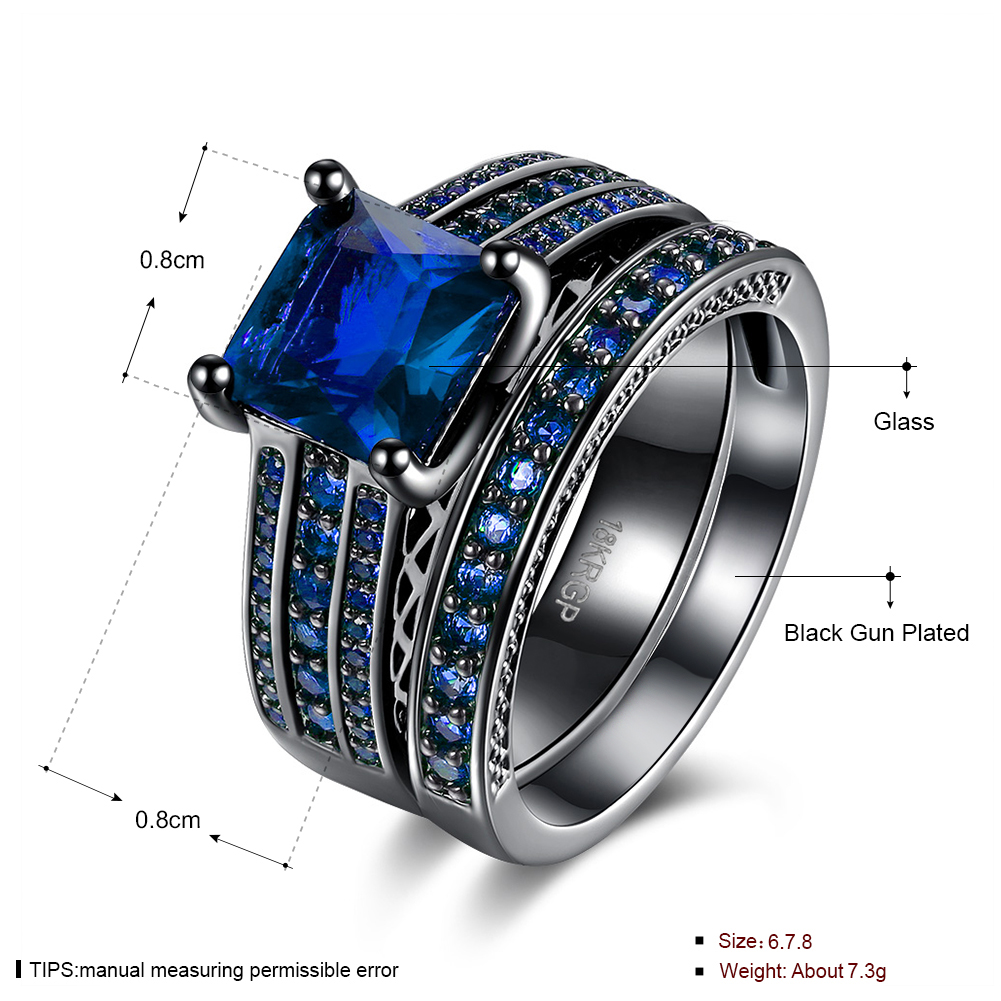 0.8cm
Glass
18KRGP
Black Gun Plated
0.8cm
Size: 6.7.8
TIPS:manual measuring permissible error
Weight: About 7.3g